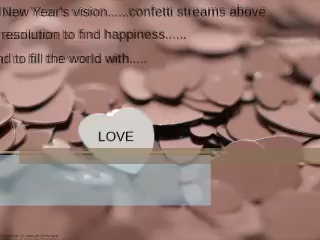 New Year's vision......confetti streams above
resolution to find happiness......
nd to fill the world with.....
LOVE